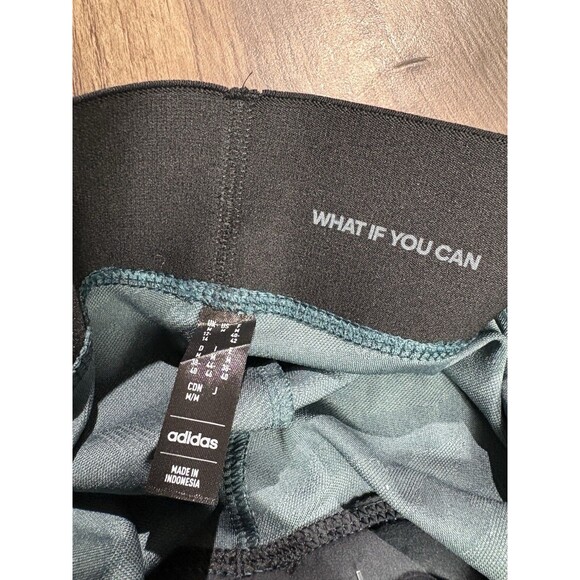 WHAT IF YOU CAN
CDN
M/M
J
adidas
MADE IN
INDONESIA